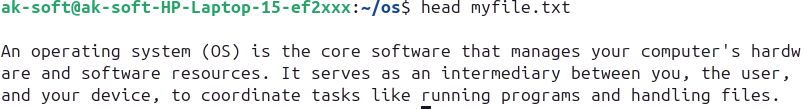 ak-soft@ak-soft-HP-Laptop-15-ef2xxx:~/os$ head myfile.txt
An operating system (OS) is the core software that manages your computer's hardw
are and software resources. It serves as an intermediary between you, the user,
and your device, to coordinate tasks like running programs and handling files.